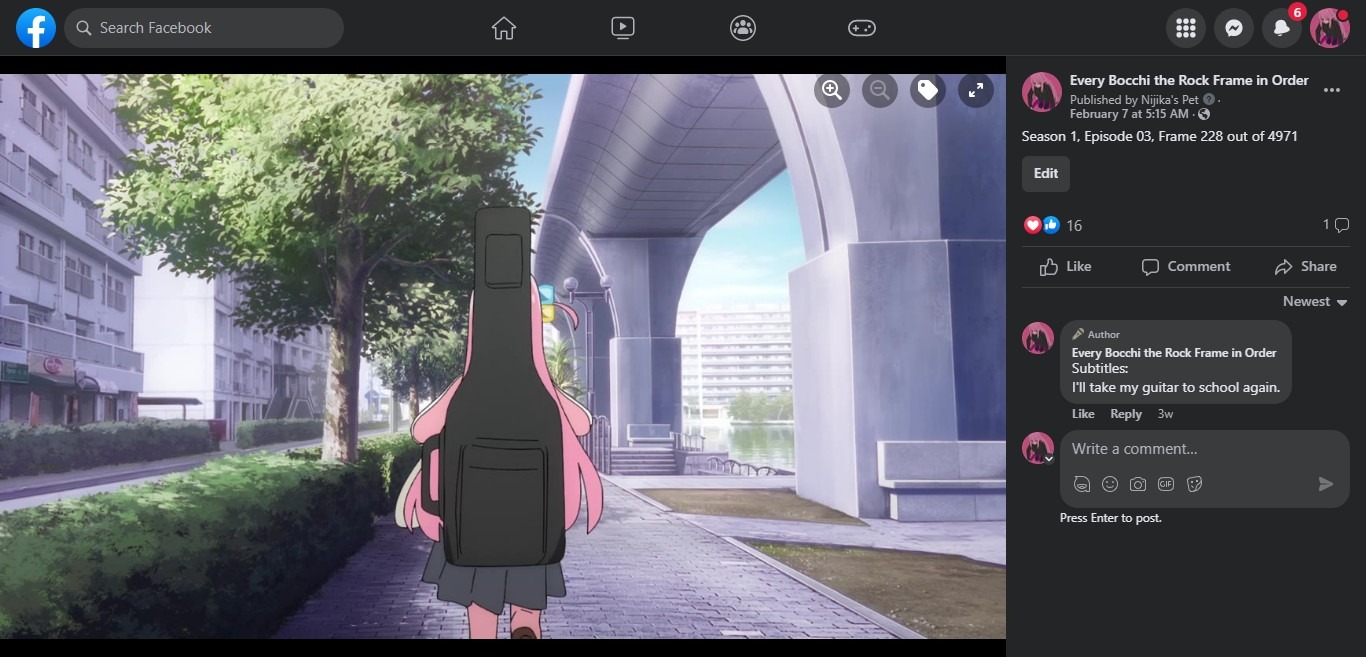 Search Facebook
6
Every Bocchi the Rock Frame in Order
Published by Nijika's Pet ·
February 7 at 5:15 AM ·
Season 1, Episode 03, Frame 228 out of 4971
Edit
16
1
Like
Comment
Share
Newest
Author
Every Bocchi the Rock Frame in Order
Subtitles:
I'll take my guitar to school again.
Like Reply 3w
Write a comment...
GIF
Press Enter to post.